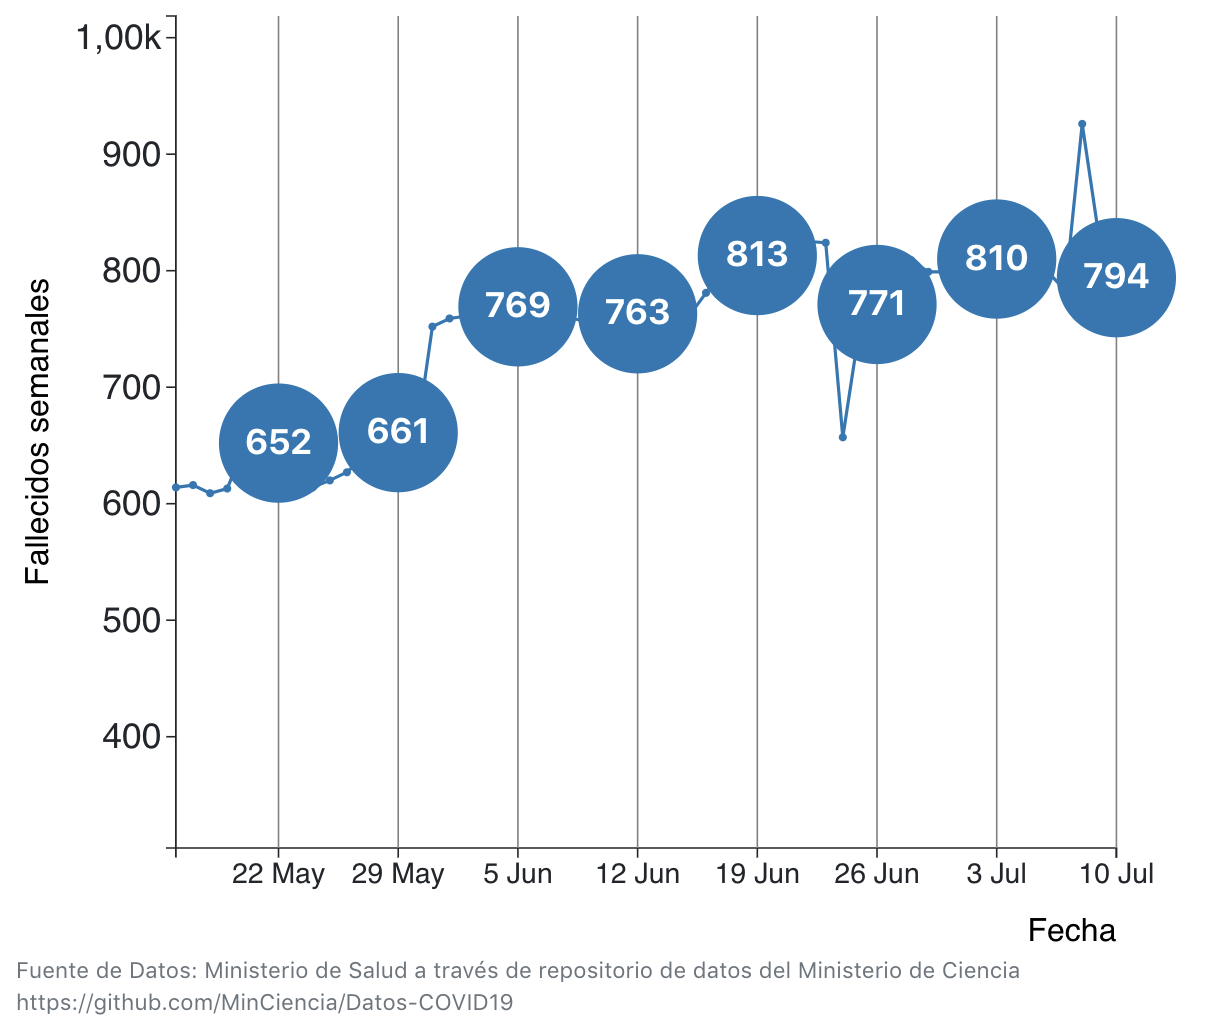 1,00k
900
800
700
600
500
400
Fallecidos semanales
652
661
769
763
813
771
810
794
22 May
29 May
5 Jun
12 Jun
19 Jun
26 Jun
3 Jul
10 Jul
Fecha
Fuente de Datos: Ministerio de Salud a través de repositorio de datos del Ministerio de Ciencia
https://github.com/MinCiencia/Datos-COVID19